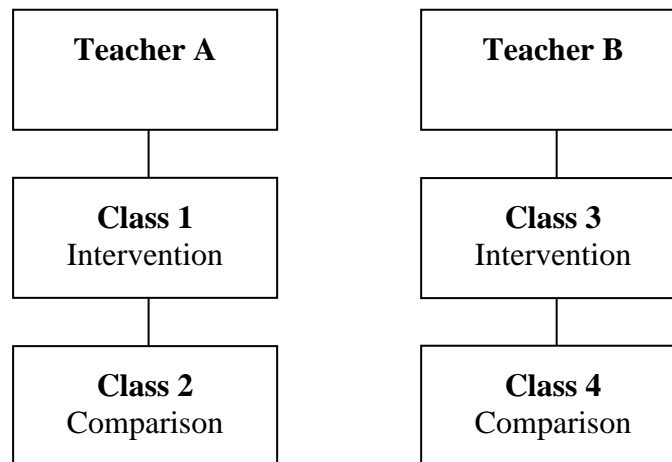 Teacher A
Teacher B
Class 1
Intervention
Class 3
Intervention
Class 2
Comparison
Class 4
Comparison